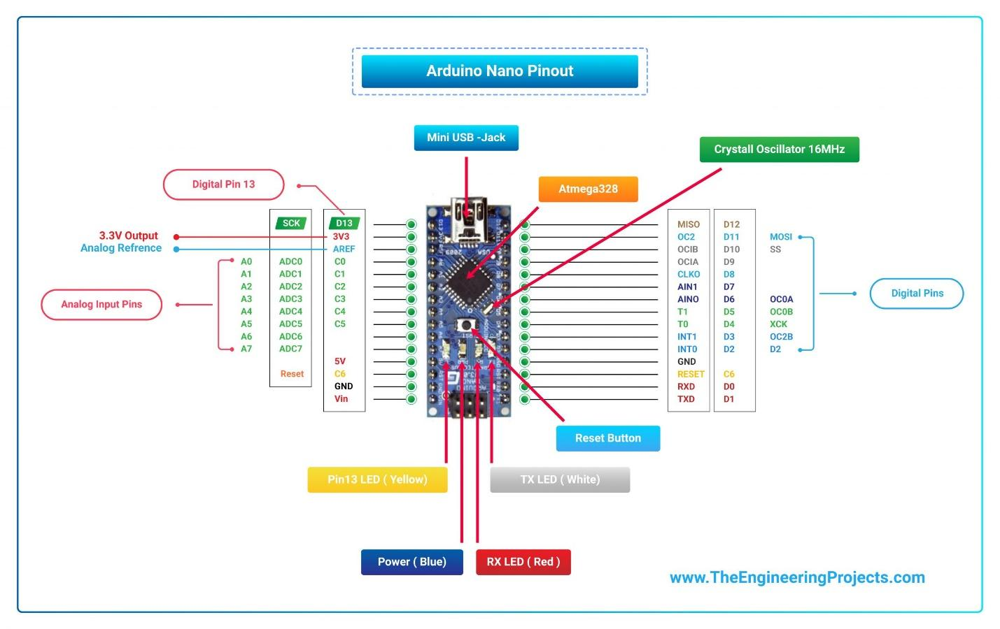 Arduino Nano Pinout
Mini USB -Jack
Crystall Oscillator 16MHz
Digital Pin 13
Atmega328
SCK D13
3.3V Output 3V3
Analog Refrence AREF
A0 ADC0 C0
A1 ADC1 C1
A2 ADC2 C2
A3 ADC3 C3
A4 ADC4 C4
A5 ADC5 C5
A6 ADC6
A7 ADC7
5V
Reset C6
GND
Vin
Analog Input Pins
MISO D12
OC2 D11 MOSI
OCIB D10 SS
OCIA D9
CLKO D8
AIN1 D7
AINO D6 OC0A
T1 D5 OC0B
T0 D4 XCK
INT1 D3 OC2B
INT0 D2 D2
GND
RESET C6
RXD D0
TXD D1
Digital Pins
Reset Button
Pin13 LED ( Yellow)
TX LED ( White)
Power ( Blue)
RX LED ( Red )
www.TheEngineeringProjects.com